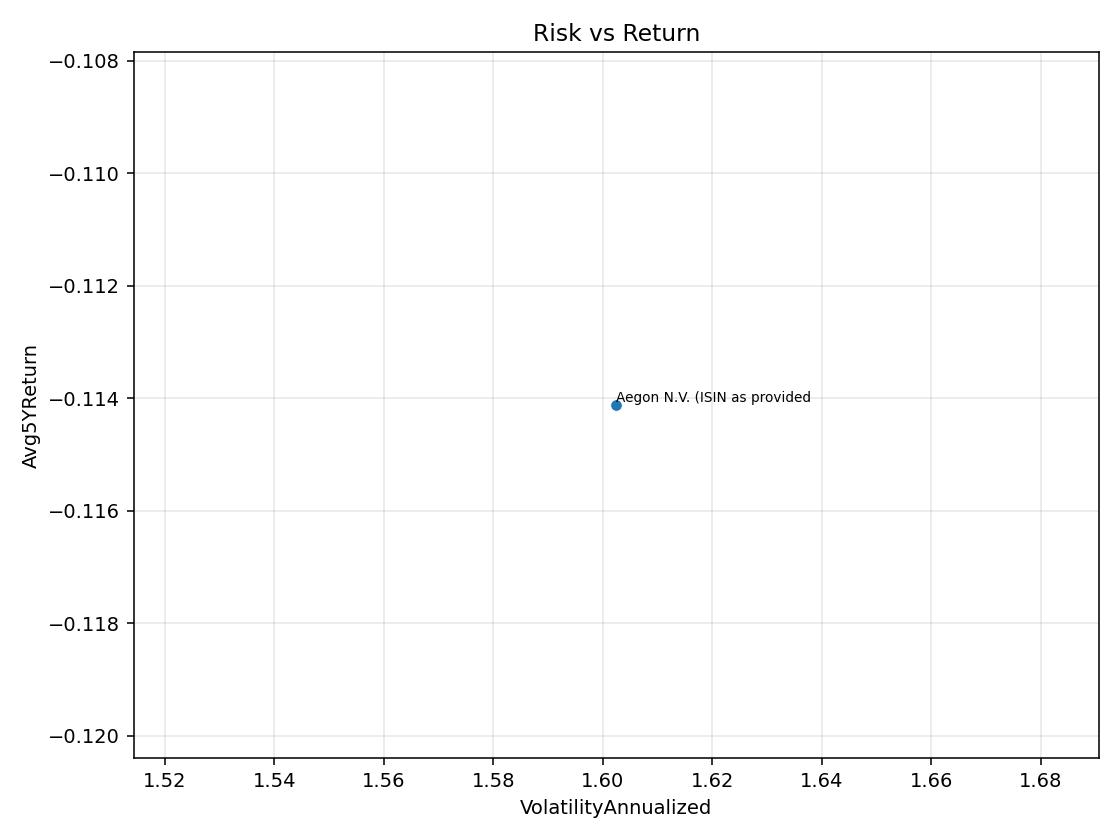 Risk vs Return
Avg5YReturn
−0.108
−0.110
−0.112
−0.114
−0.116
−0.118
−0.120
Aegon N.V. (ISIN as provided
1.52 1.54 1.56 1.58 1.60 1.62 1.64 1.66 1.68
VolatilityAnnualized